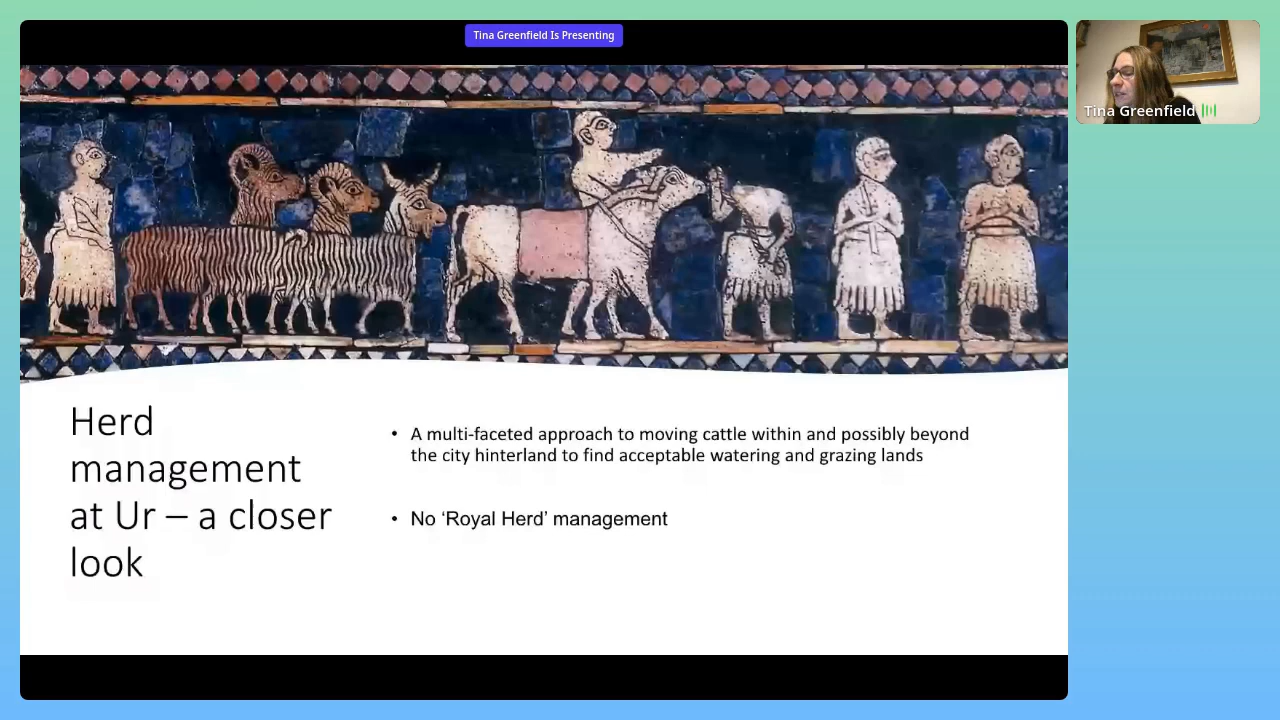 Tina Greenfield Is Presenting
Tina Greenfield
Herd
management
at Ur – a closer
look
• A multi-faceted approach to moving cattle within and possibly beyond
the city hinterland to find acceptable watering and grazing lands
• No ‘Royal Herd’ management